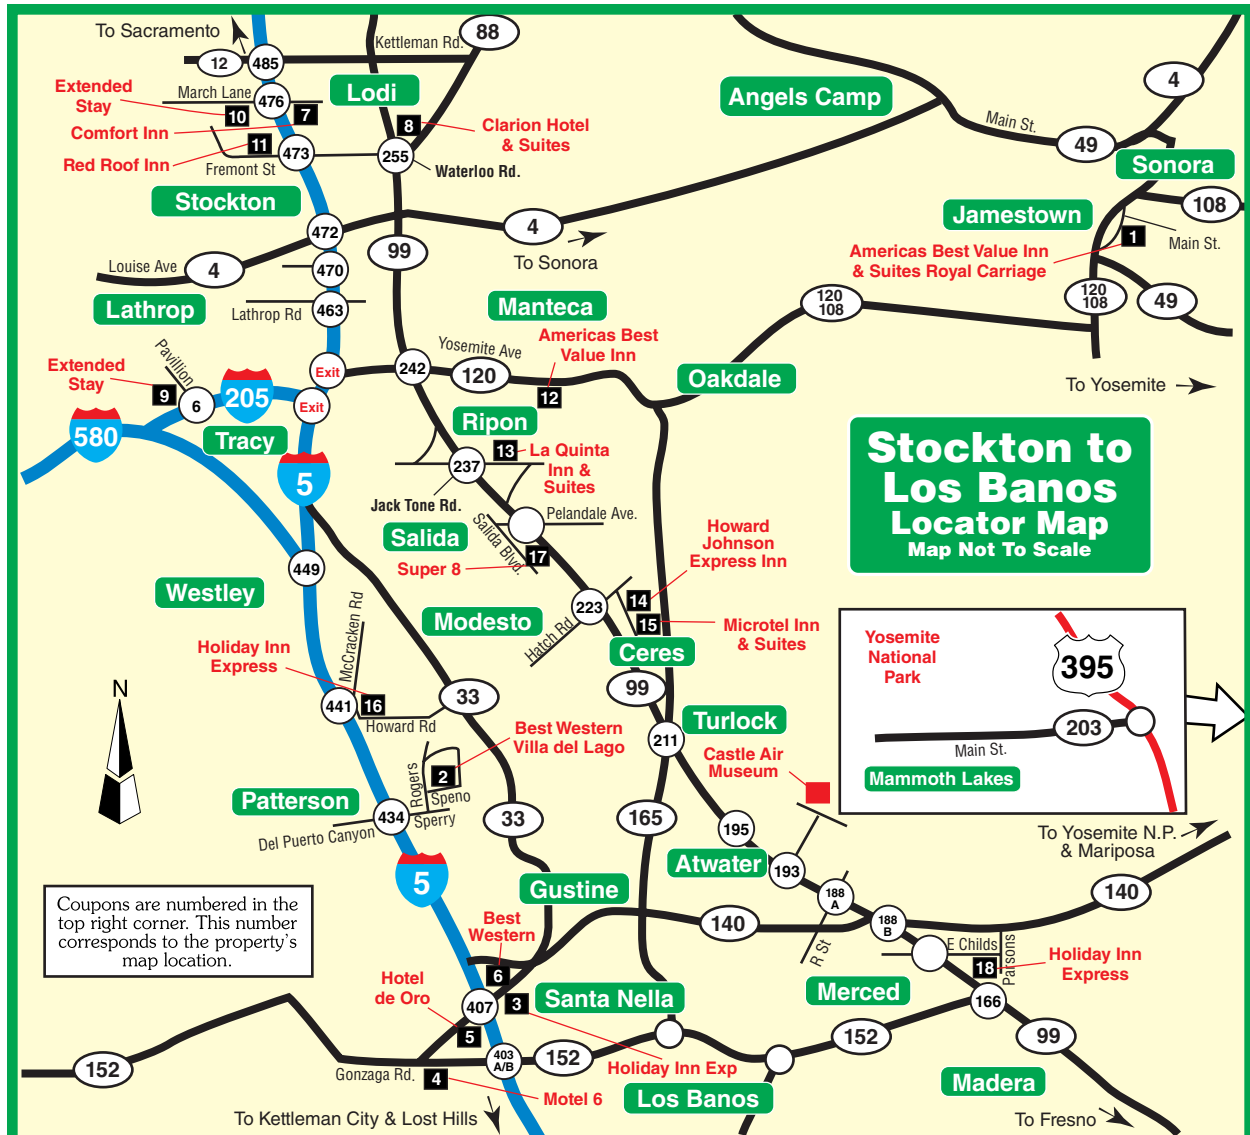 To Sacramento
Kettleman Rd.
88
12
485
Extended
Stay
March Lane
476
Lodi
10
7
8
Comfort Inn
Clarion Hotel
& Suites
Red Roof Inn
11
473
255
Fremont St
Waterloo Rd.
Angels Camp
4
Main St.
49
Sonora
108
Stockton
472
4
To Sonora
99
Louise Ave
4
470
Jamestown
1
Main St.
Americas Best Value Inn
& Suites Royal Carriage
120
108
49
Lathrop
Lathrop Rd
463
Manteca
120
108
Americas Best
Value Inn
Yosemite Ave
Extended
Stay
Pavillion
9
6
205
Exit
Exit
242
120
12
Oakdale
To Yosemite
580
Tracy
5
Ripon
13
La Quinta
Inn &
Suites
237
Jack Tone Rd.
Pelandale Ave.
Salida
Salida Blvd.
17
Super 8
Stockton to
Los Banos
Locator Map
Map Not To Scale
Howard
Johnson
Express Inn
449
Westley
Modesto
223
14
15
Hatch Rd
Microtel Inn
& Suites
Ceres
McCracken Rd
Holiday Inn
Express
16
441
Howard Rd
33
99
Turlock
211
Yosemite
National
Park
395
203
Main St.
Mammoth Lakes
N
Best Western
Villa del Lago
2
Rogers
Speno
Patterson
434
Sperry
Del Puerto Canyon
33
165
Castle Air
Museum
195
To Yosemite N.P.
& Mariposa
Atwater
193
188
A
188
B
140
5
Gustine
140
R St
E Childs
Parsons
18
Holiday Inn
Express
Coupons are numbered in the
top right corner. This number
corresponds to the property's
map location.
Best
Western
6
Hotel
de Oro
407
3
5
Santa Nella
Merced
166
152
Gonzaga Rd.
4
403
A/B
152
Holiday Inn Exp
Motel 6
Los Banos
152
99
Madera
To Kettleman City & Lost Hills
To Fresno